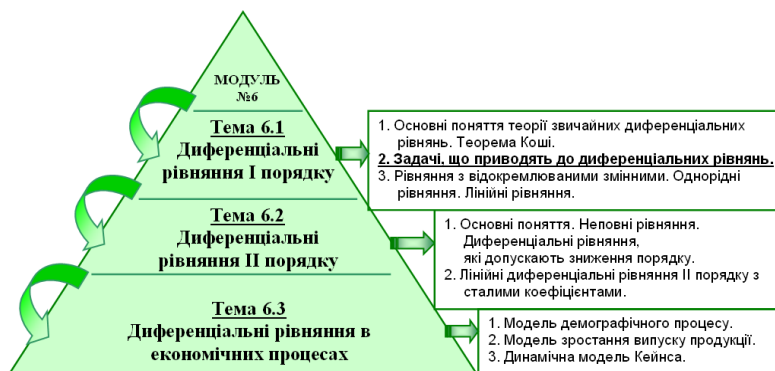 МОДУЛЬ
№6
Тема 6.1
Диференціальні
рівняння І порядку
1. Основні поняття теорії звичайних диференціальних
рівнянь. Теорема Коші.
2. Задачі, що приводять до диференціальних рівнянь.
3. Рівняння з відокремлюваними змінними. Однорідні
рівняння. Лінійні рівняння.
Тема 6.2
Диференціальні
рівняння ІІ порядку
1. Основні поняття. Неповні рівняння.
Диференціальні рівняння,
які допускають зниження порядку.
2. Лінійні диференціальні рівняння ІІ порядку з
сталими коефіцієнтами.
Тема 6.3
Диференціальні рівняння в
економічних процесах
1. Модель демографічного процесу.
2. Модель зростання випуску продукції.
3. Динамічна модель Кейнса.